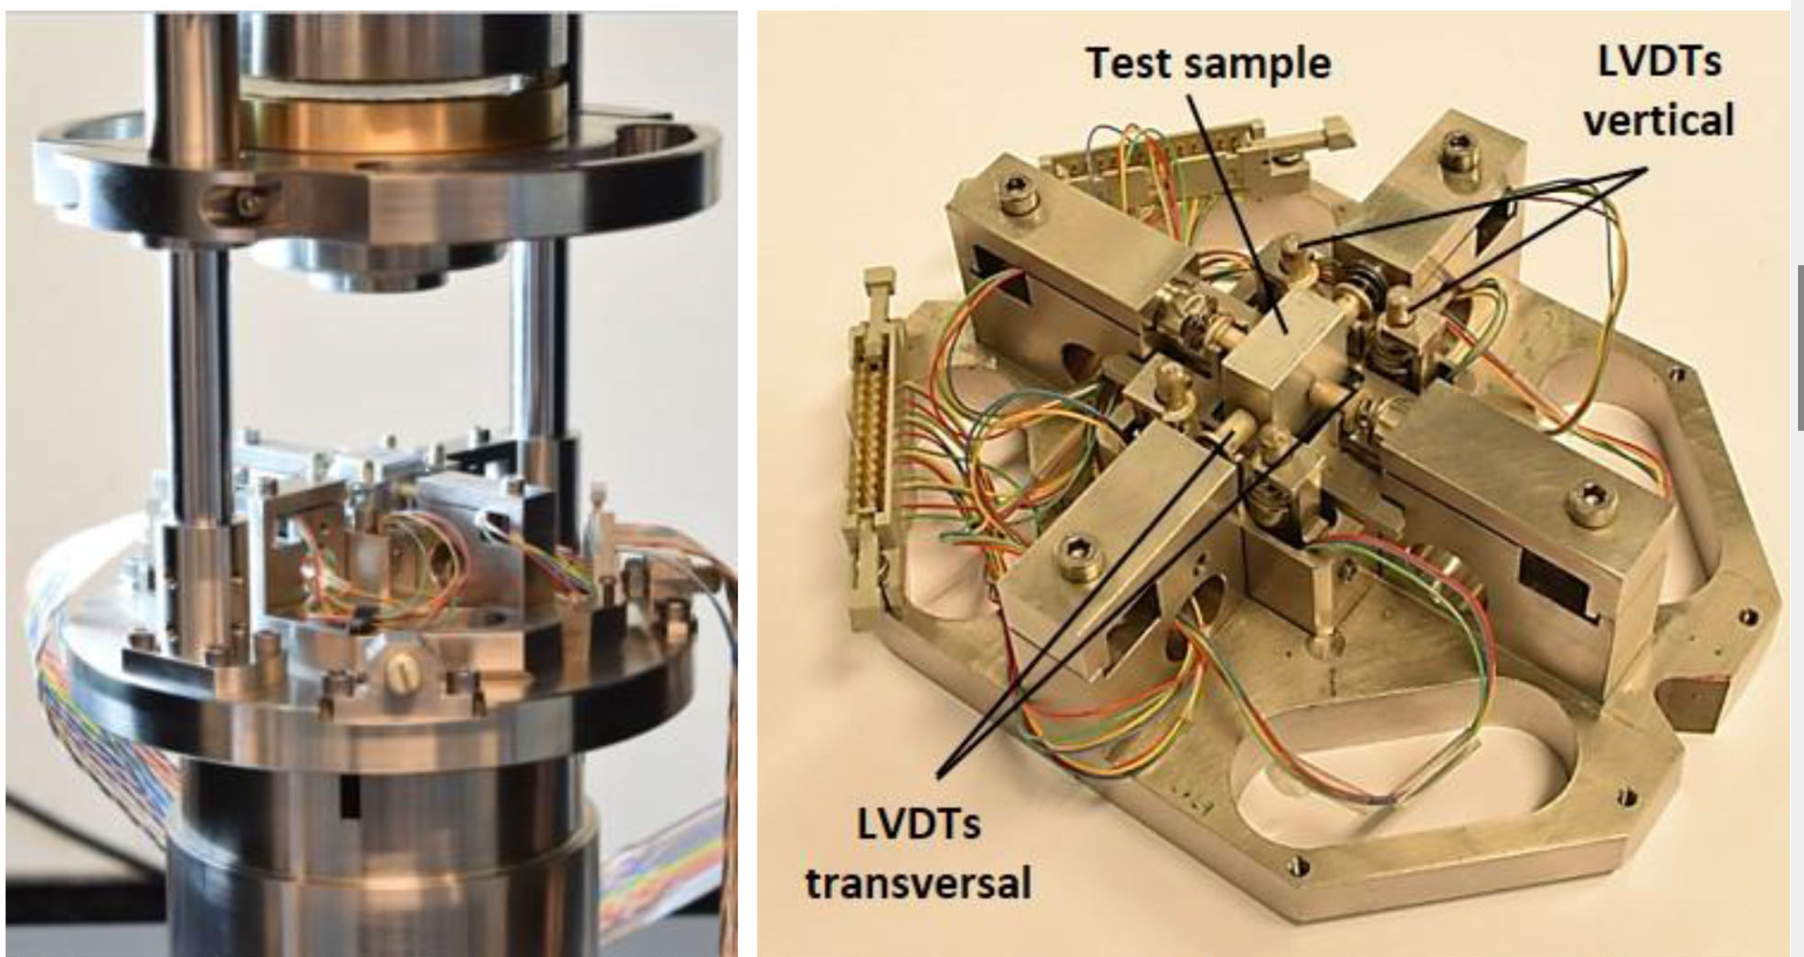 Test sample
LVDTs
vertical
LVDTs
transversal